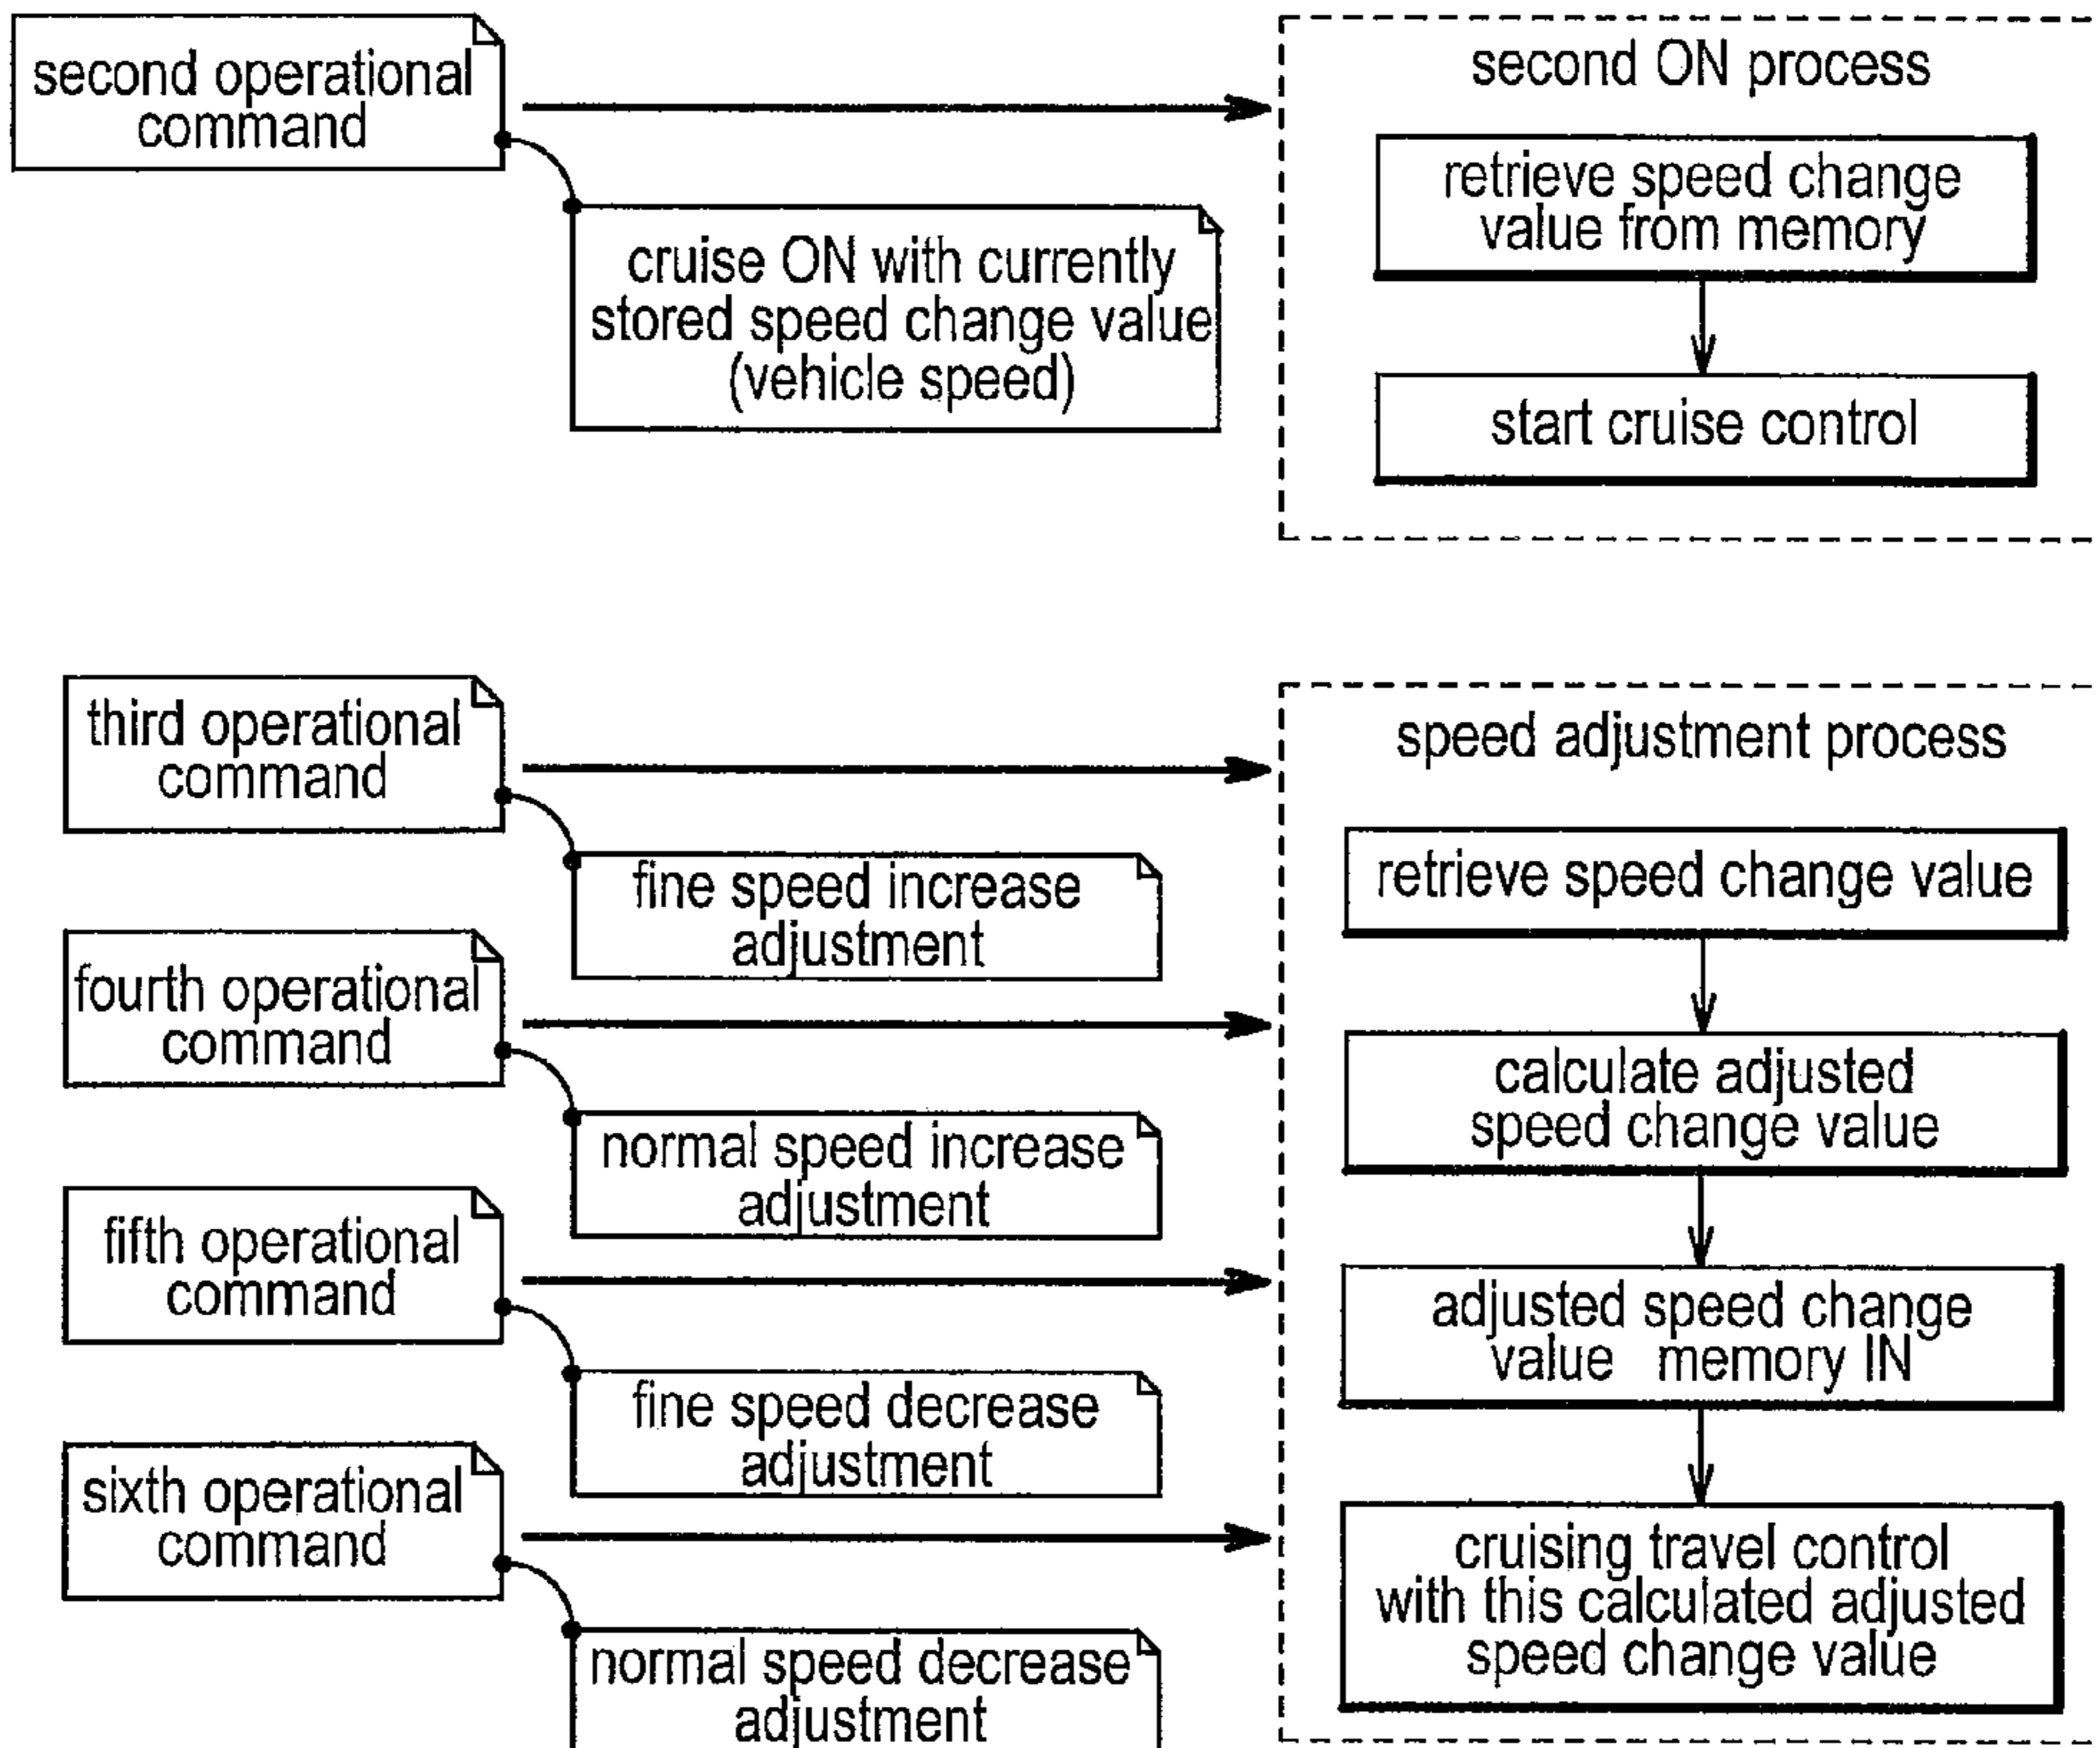 second operational
command
cruise ON with currently
stored speed change value
(vehicle speed)
second ON process
retrieve speed change
value from memory
start cruise control
third operational
command
fine speed increase
adjustment
fourth operational
command
normal speed increase
adjustment
fifth operational
command
fine speed decrease
adjustment
sixth operational
command
normal speed decrease
adjustment
speed adjustment process
retrieve speed change value
calculate adjusted
speed change value
adjusted speed change
value memory IN
cruising travel control
with this calculated adjusted
speed change value